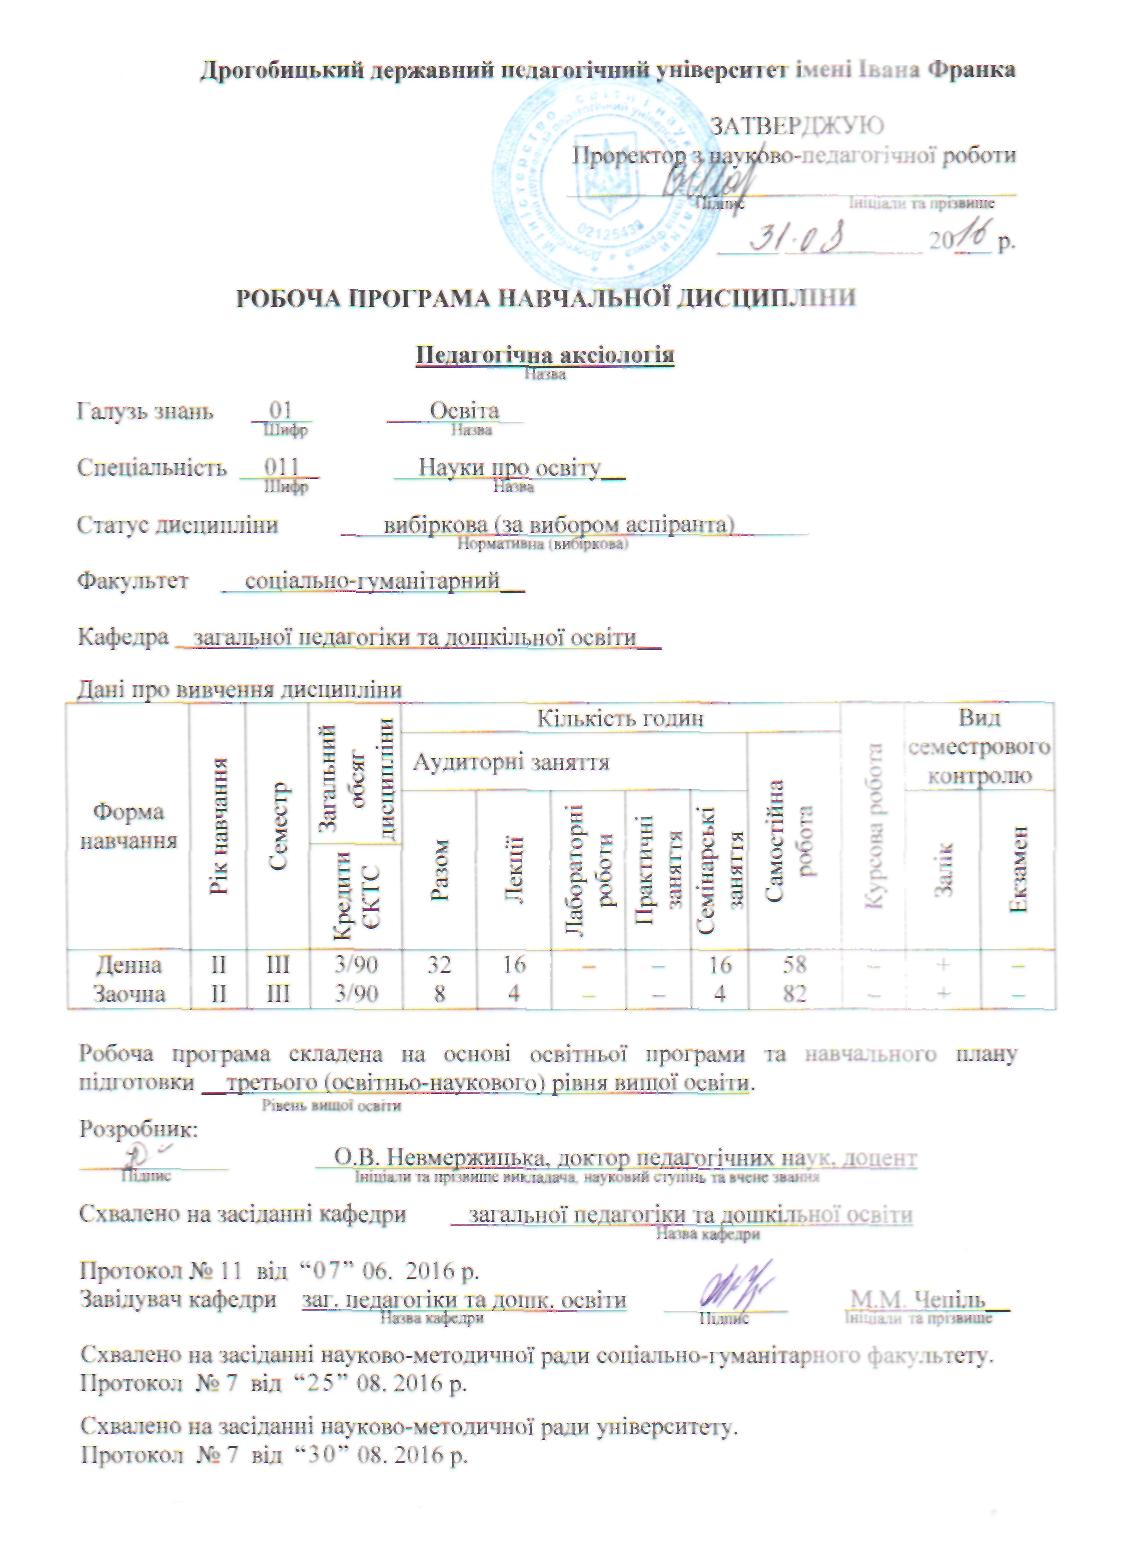 Дрогобицький державний педагогічний університет імені Івана Франка
ЗАТВЕРДЖУЮ
Проректор з науково-педагогічної роботи
Підпис Ініціали та прізвище
31.08 2016 р.
02125438
РОБОЧА ПРОГРАМА НАВЧАЛЬНОЇ ДИСЦИПЛІНИ
Педагогічна аксіологія
Назва
Галузь знань 01 Освіта
Шифр Назва
Спеціальність 011 Науки про освіту
Шифр Назва
Статус дисципліни вибіркова (за вибором аспіранта)
Нормативна (вибіркова)
Факультет соціально-гуманітарний
Кафедра загальної педагогіки та дошкільної освіти
Дані про вивчення дисципліни
Форма навчання
Рік навчання
Семестр
Загальний обсяг дисципліни
Кредити ЄКТС
Кількість годин
Аудиторні заняття
Разом
Лекції
Лабораторні роботи
Практичні заняття
Семінарські заняття
Самостійна робота
Курсова робота
Вид семестрового контролю
Залік
Екзамен
Денна II III 3/90 32 16 – – 16 58 – + –
Заочна II III 3/90 8 4 – – 4 82 – + –
Робоча програма складена на основі освітньої програми та навчального плану
підготовки третього (освітньо-наукового) рівня вищої освіти.
Рівень вищої освіти
Розробник:
О.В. Невмержицька, доктор педагогічних наук, доцент
Підпис Ініціали та прізвище викладача, науковий ступінь та вчене звання
Схвалено на засіданні кафедри загальної педагогіки та дошкільної освіти
Назва кафедри
Протокол № 11 від “07” 06. 2016 р.
Завідувач кафедри заг. педагогіки та дошк. освіти М.М. Чепіль
Назва кафедри Підпис Ініціали та прізвище
Схвалено на засіданні науково-методичної ради соціально-гуманітарного факультету.
Протокол № 7 від “25” 08. 2016 р.
Схвалено на засіданні науково-методичної ради університету.
Протокол № 7 від “30” 08. 2016 р.